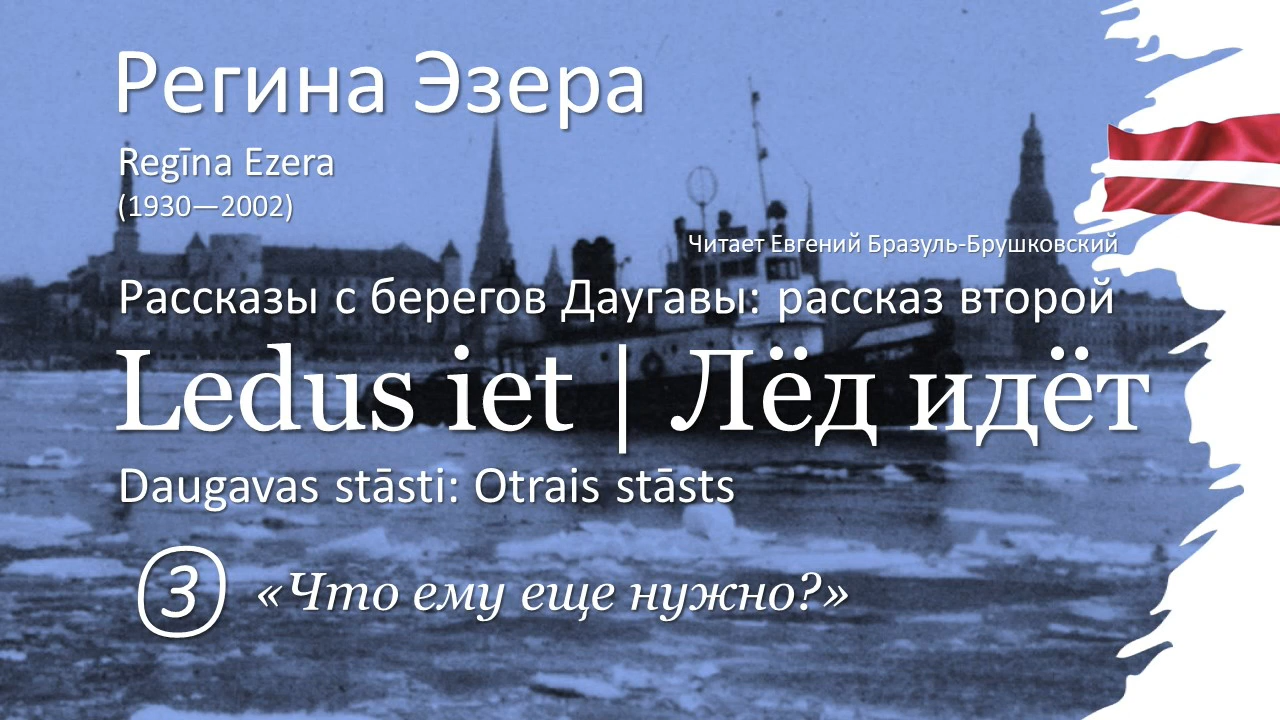 Регина Эзера
Regīna Ezera
(1930—2002)
Читает Евгений Бразуль-Брушковский
Рассказы с берегов Даугавы: рассказ второй
Ledus iet | Лёд идёт
Daugavas stāsti: Otrais stāsts
3 «Что ему еще нужно?»